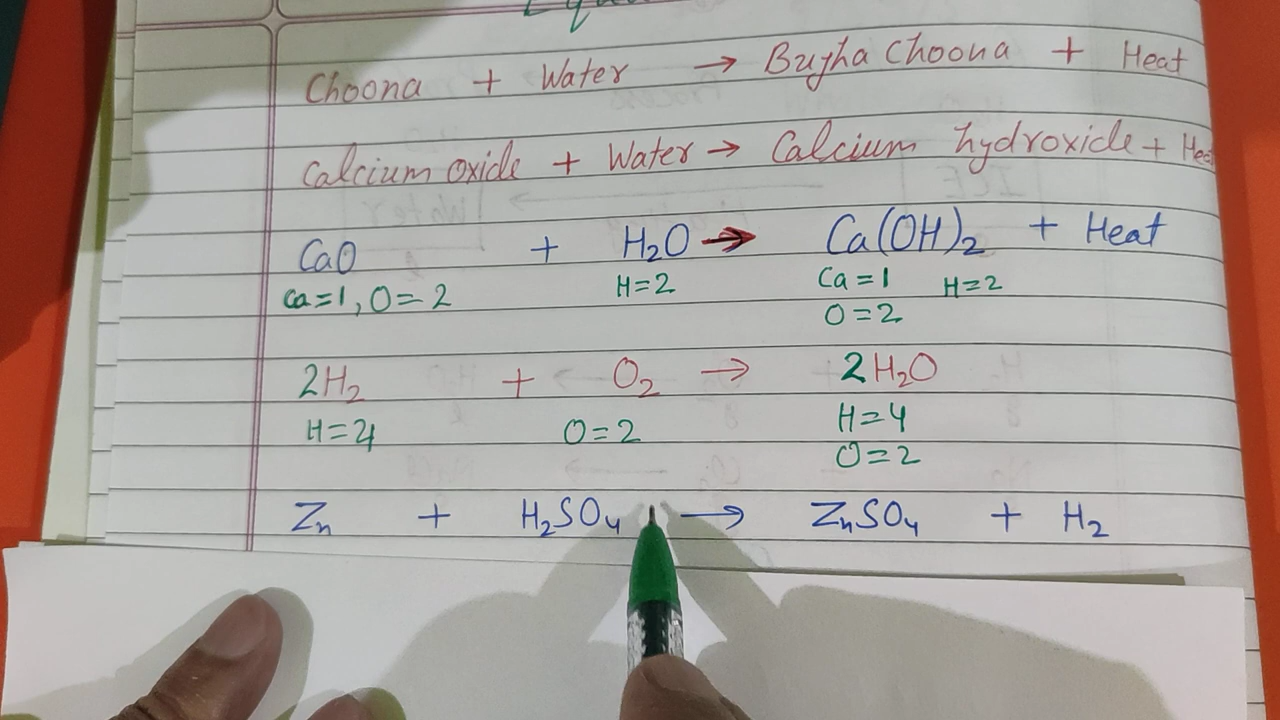 Choona + Water → Bujha Choona + Heat
Calcium oxide + Water → Calcium hydroxide + Hea
CaO + H2O → Ca(OH)2 + Heat
Ca=1, O=2 H=2 Ca=1 H=2
O=2
2H2 + O2 → 2H2O
H=4 O=2 H=4
O=2
Zn + H2SO4 → ZnSO4 + H2